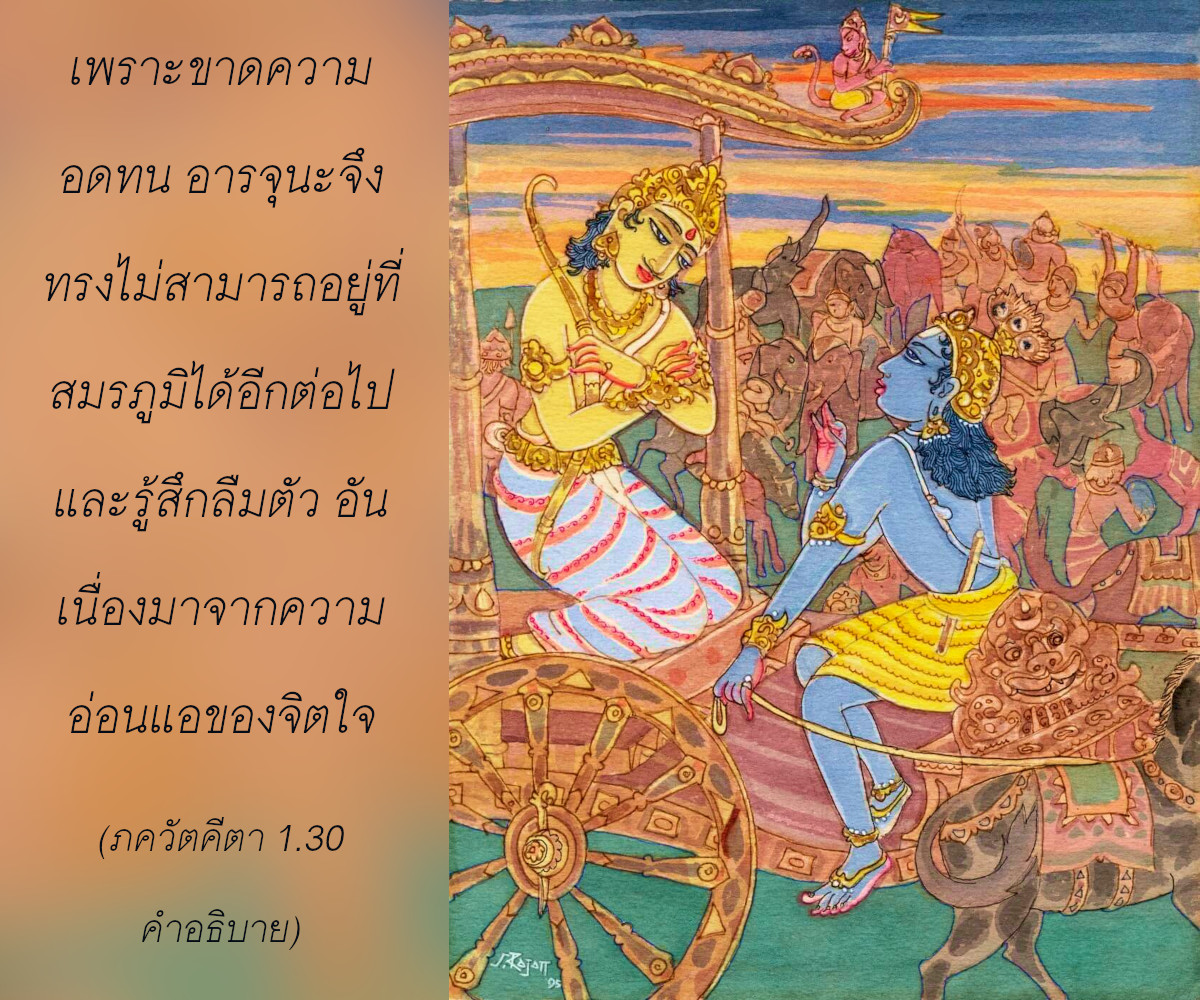 เพราะขาดความ
อดทน อารจุนะจึง
ทรงไม่สามารถอยู่ที่
สมรภูมิได้อีกต่อไป
และรู้สึกลืมตัว อัน
เนื่องมาจากความ
อ่อนแอของจิตใจ
(ภควัตคีตา 1.30
คำอธิบาย)
S.Rajan
95